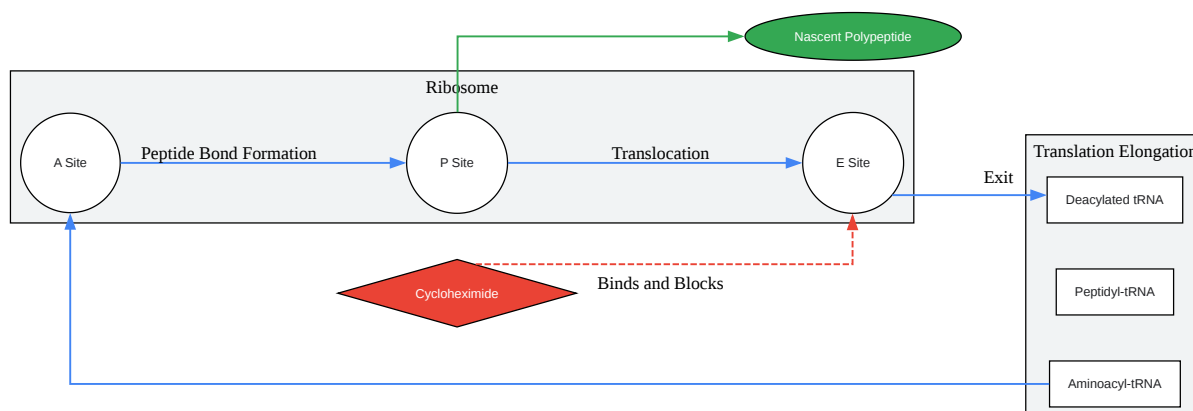 Nascent Polypeptide
Ribosome
A Site
Peptide Bond Formation
P Site
Translocation
E Site
Translation Elongation
Exit
Deacylated tRNA
Cycloheximide
Binds and Blocks
Peptidyl-tRNA
Aminoacyl-tRNA